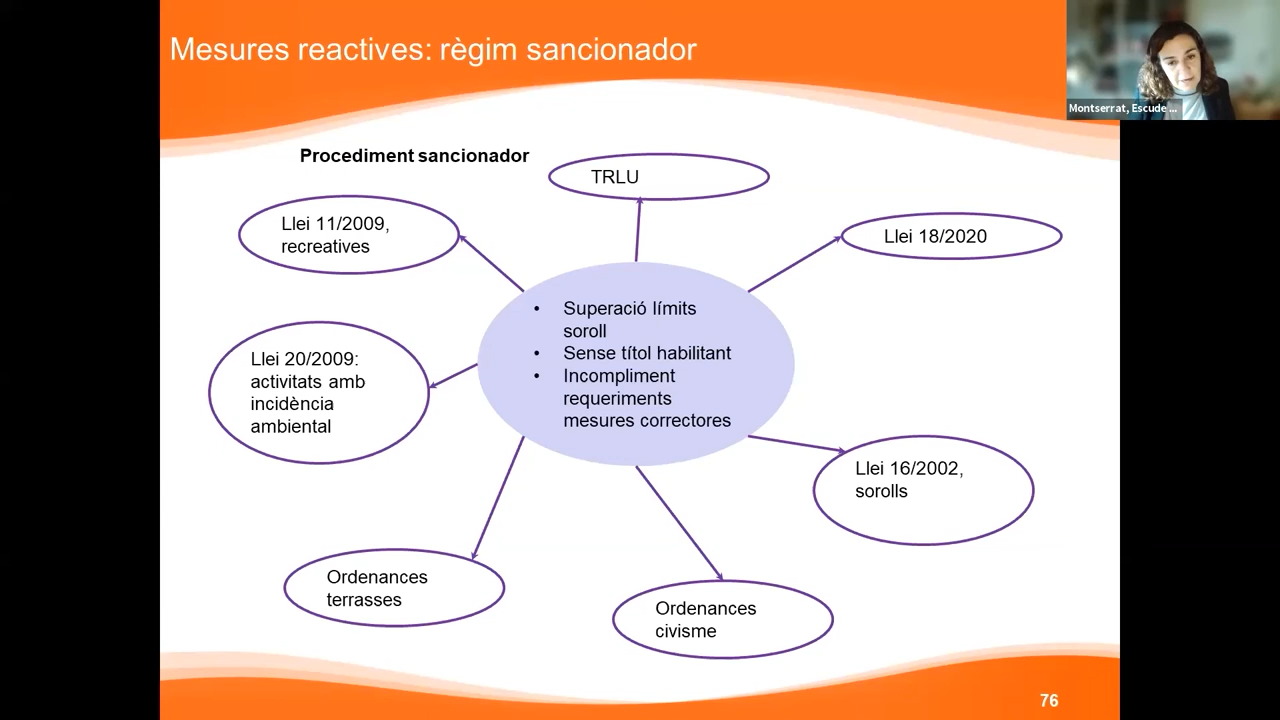 Mesures reactives: règim sancionador
Montserrat, Escude ...
Procediment sancionador
TRLU
Llei 11/2009,
recreatives
Llei 18/2020
• Superació límits
soroll
• Sense títol habilitant
• Incompliment
requeriments
mesures correctores
Llei 20/2009:
activitats amb
incidència
ambiental
Llei 16/2002,
sorolls
Ordenances
terrasses
Ordenances
civisme
76